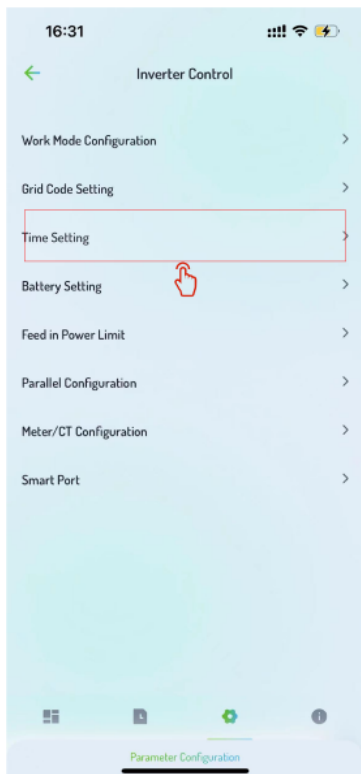 16:31
Inverter Control
Work Mode Configuration
Grid Code Setting
Time Setting
Battery Setting
Feed in Power Limit
Parallel Configuration
Meter/CT Configuration
Smart Port
Parameter Configuration